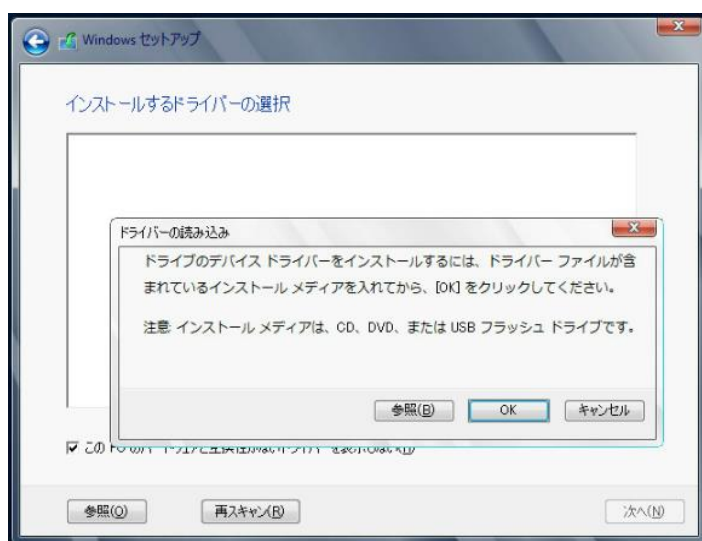 Windows セットアップ
インストールするドライバーの選択
ドライバーの読み込み
ドライブのデバイス ドライバーをインストールするには、ドライバー ファイルが含
まれているインストール メディアを入れてから、[OK] をクリックしてください。
注意: インストール メディアは、CD、DVD、または USB フラッシュ ドライブです。
参照(B)
OK
キャンセル
この
参照(O)
再スキャン(R)
次へ(N)